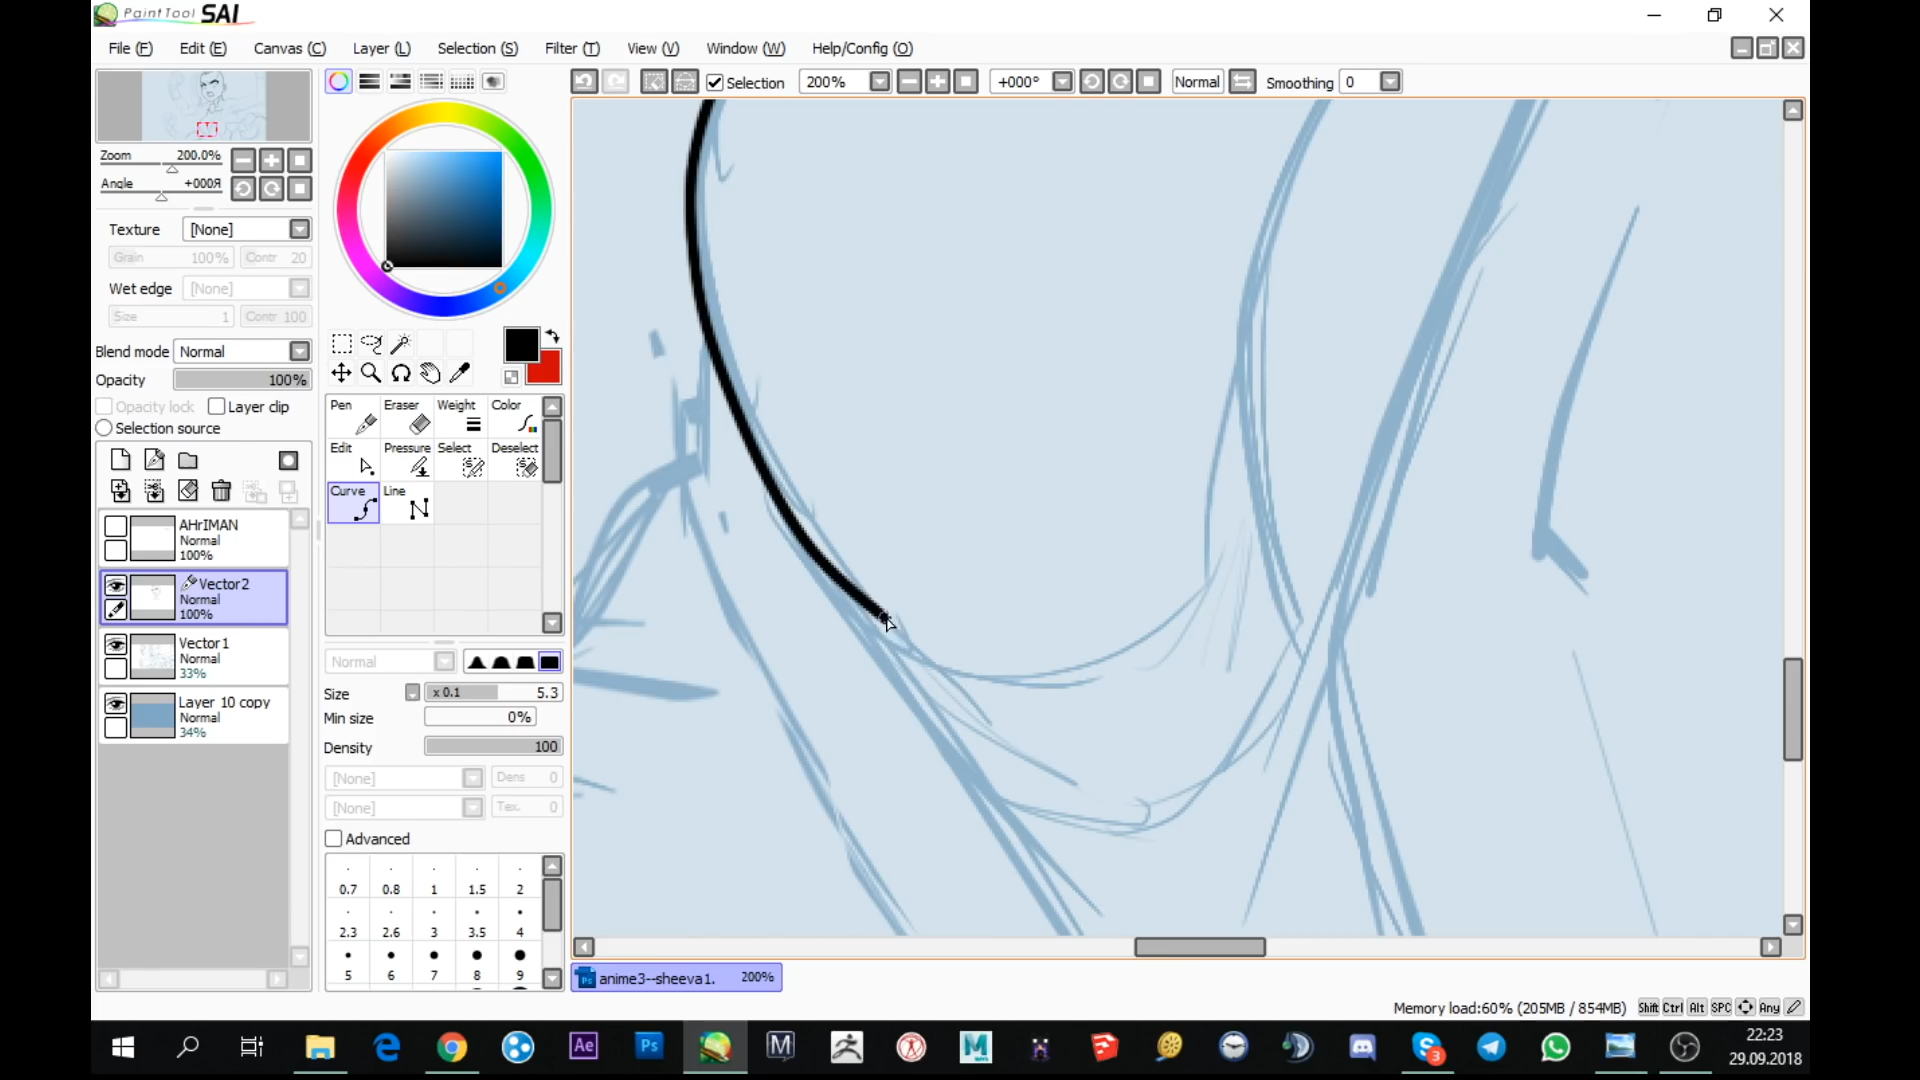 PaintTool SAI
File (F) Edit (E) Canvas (C) Layer (L) Selection (S) Filter (T) View (V) Window (W) Help/Config (O)
Selection 200% +000° Normal Smoothing 0
Zoom 200.0%
Angle +000Я
Texture [None]
Grain 100% Contr 20
Wet edge [None]
Size 1 Contr 100
Blend mode Normal
Opacity 100%
Opacity lock Layer clip
Selection source
AHrIMAN
Normal
100%
Vector2
Normal
100%
Vector1
Normal
33%
Layer 10 copy
Normal
34%
Pen Eraser Weight Color
Edit Pressure Select Deselect
Curve Line
Normal
Size x 0.1 5.3
Min size 0%
Density 100
[None] Dens 0
[None] Tex. 0
Advanced
0.7 0.8 1 1.5 2
2.3 2.6 3 3.5 4
5 6 7 8 9
anime3--sheeva1. 200%
Memory load:60% (205MB / 854MB) Shift Ctrl Alt SPC Any
Ae Ps M M S 3
22:23
29.09.2018